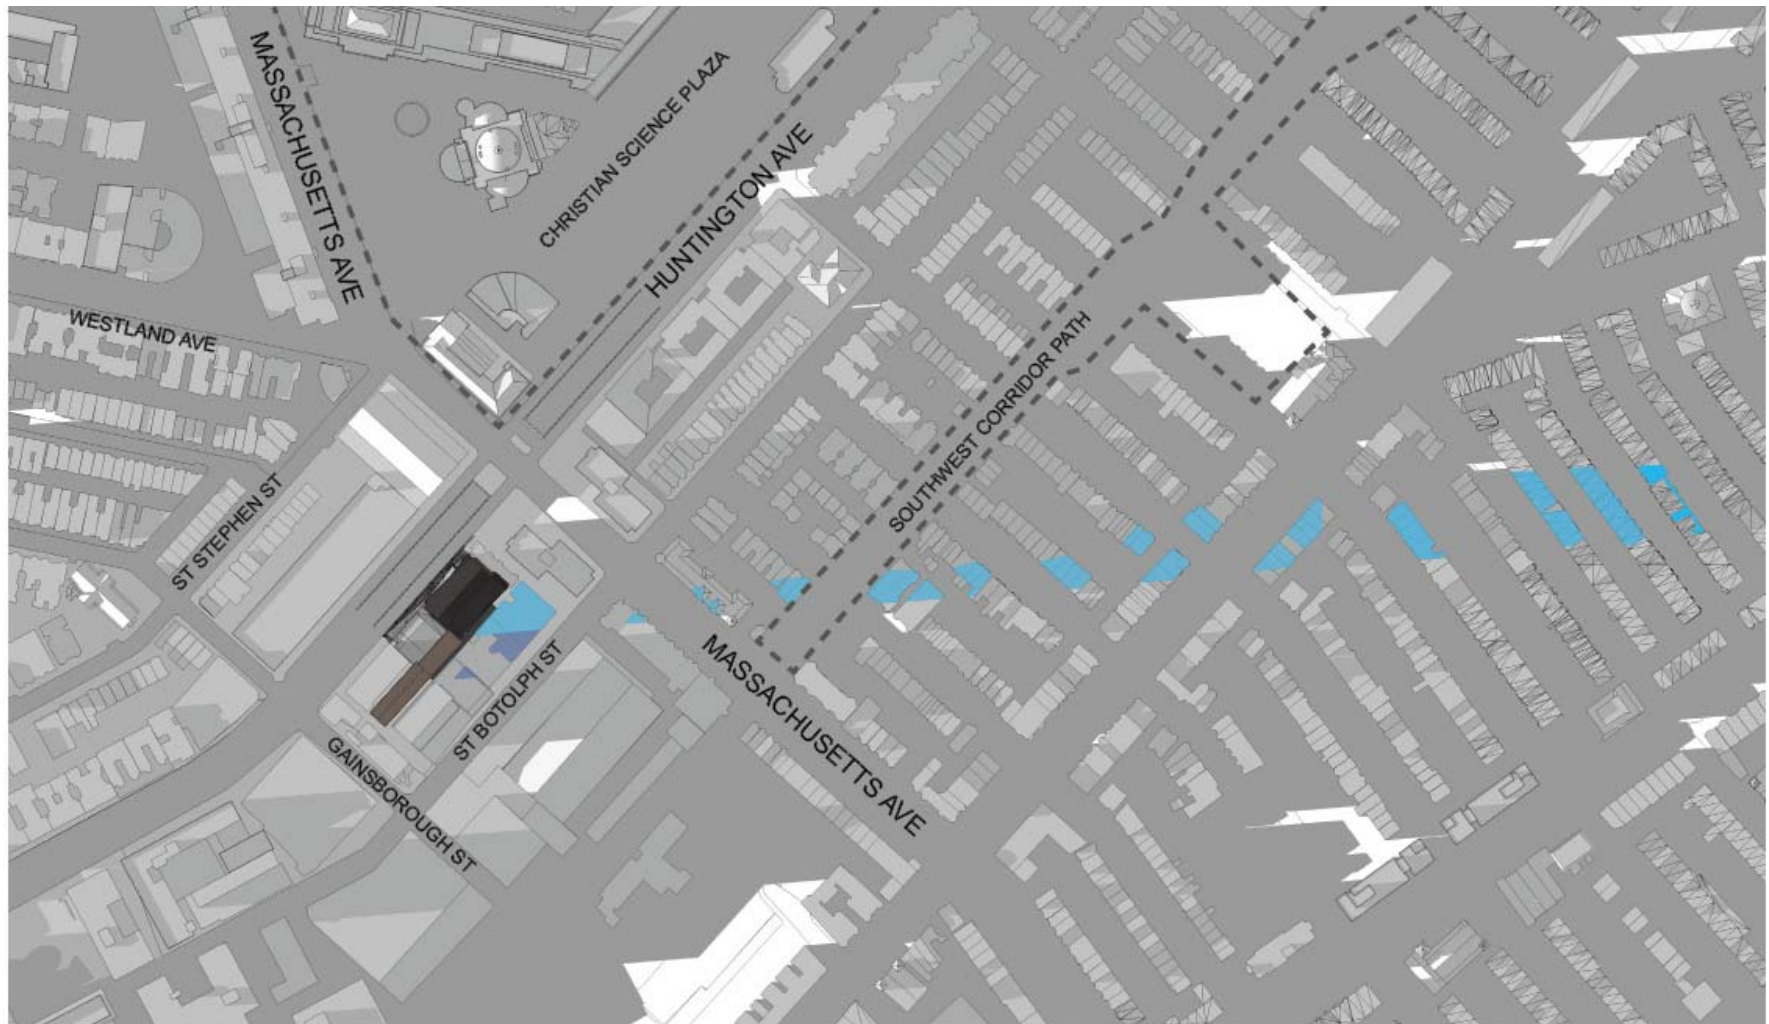 MASSACHUSETTS AVE
CHRISTIAN SCIENCE PLAZA
HUNTINGTON AVE
WESTLAND AVE
SOUTHWEST CORRIDOR PATH
ST STEPHEN ST
ST BOTOLPH ST
MASSACHUSETTS AVE
GAINSBOROUGH ST